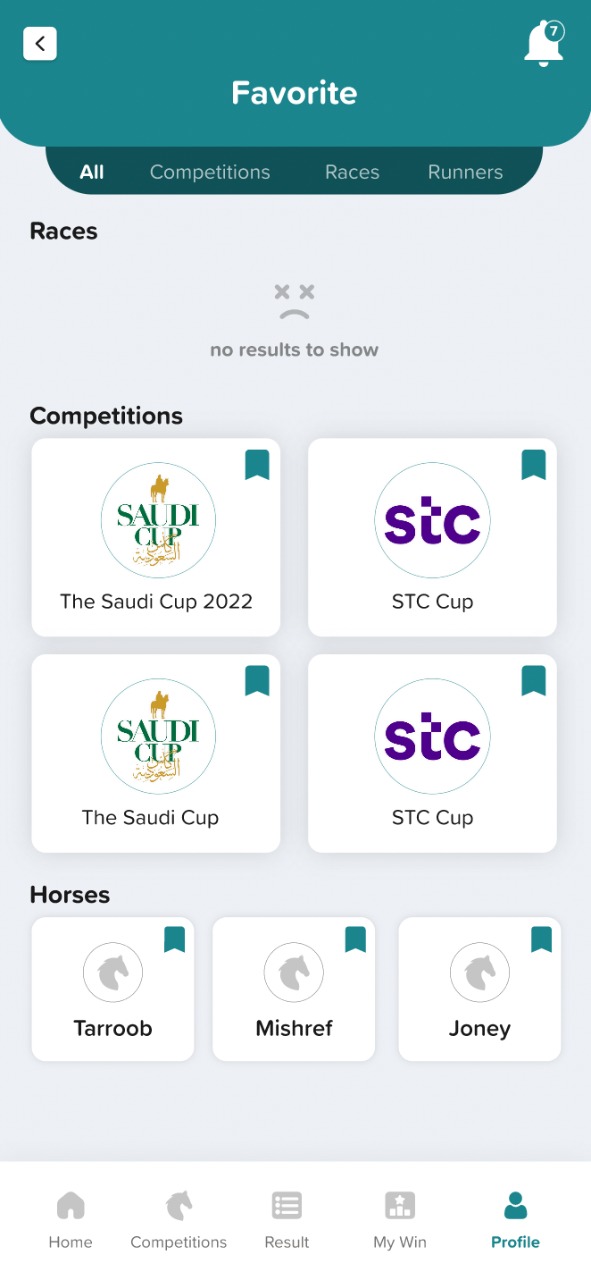 7
Favorite
All Competitions Races Runners
Races
no results to show
Competitions
SAUDI
CUP
كأس
السعودية
The Saudi Cup 2022
stc
STC Cup
SAUDI
CUP
كأس
السعودية
The Saudi Cup
stc
STC Cup
Horses
Tarroob
Mishref
Joney
Home Competitions Result My Win Profile